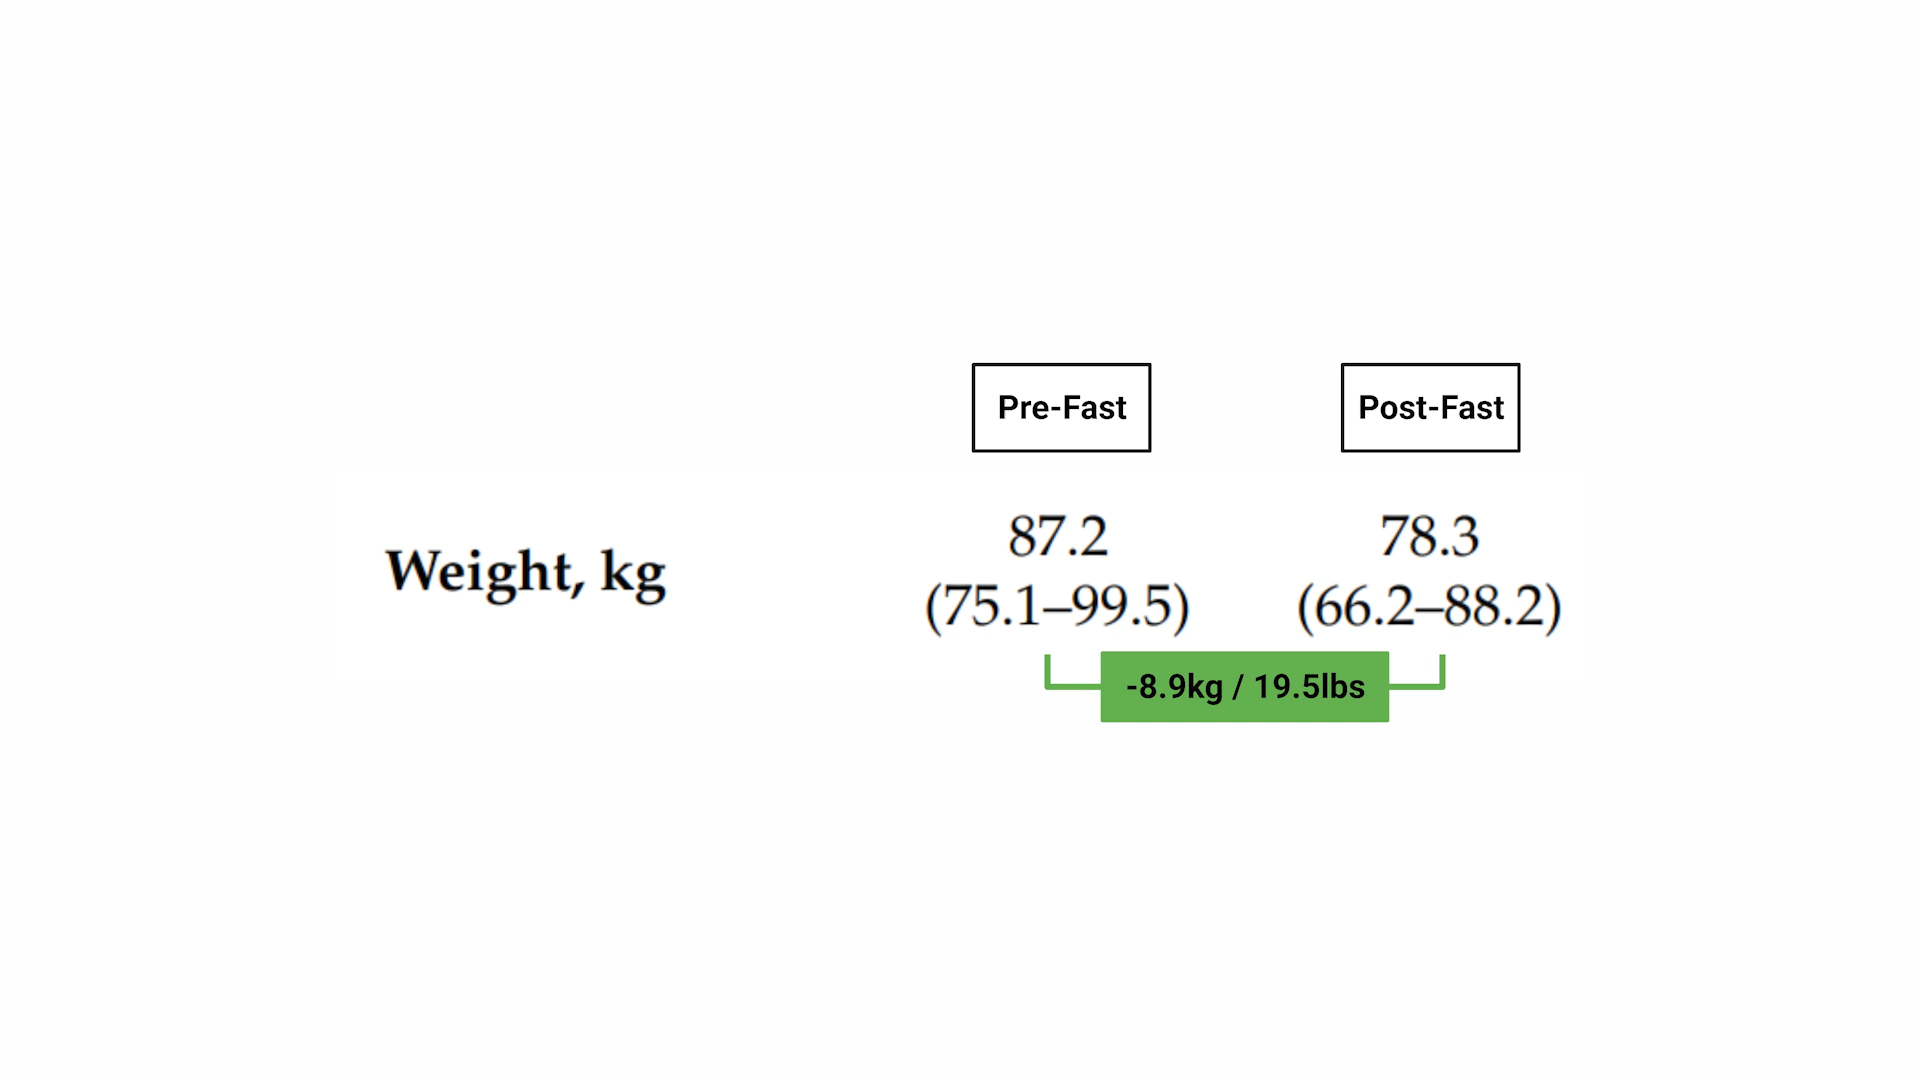 Pre-Fast
Post-Fast
Weight, kg
87.2
78.3
(75.1–99.5)
(66.2–88.2)
-8.9kg / 19.5lbs